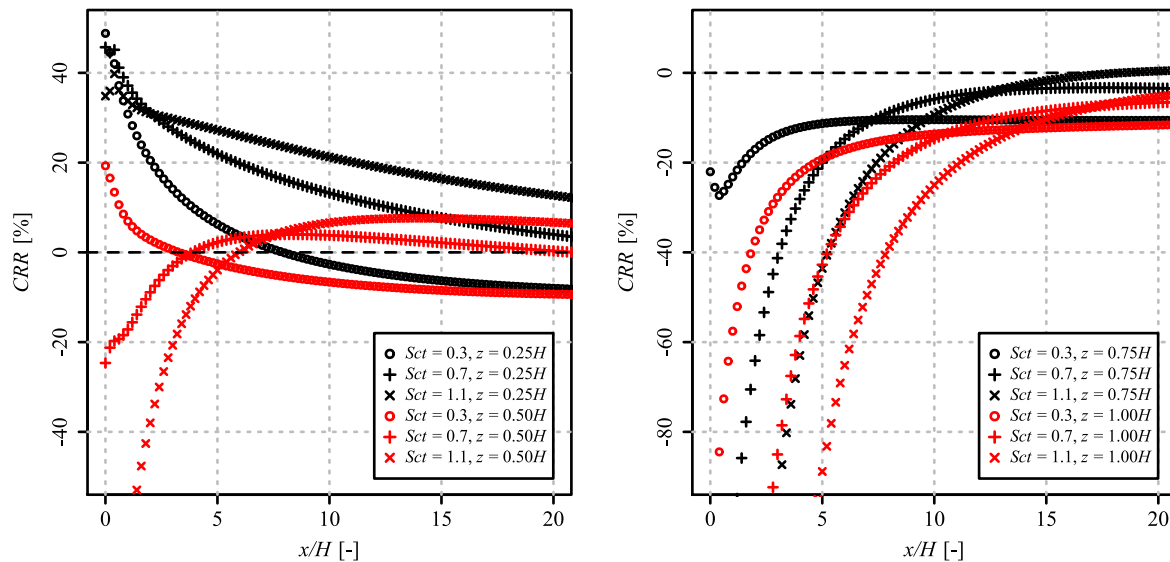 CRR [%]
40
20
0
-20
-40
0
5
10
15
20
x/H [-]
Sct = 0.3, z = 0.25H
Sct = 0.7, z = 0.25H
Sct = 1.1, z = 0.25H
Sct = 0.3, z = 0.50H
Sct = 0.7, z = 0.50H
Sct = 1.1, z = 0.50H
CRR [%]
0
-20
-40
-60
-80
0
5
10
15
20
x/H [-]
Sct = 0.3, z = 0.75H
Sct = 0.7, z = 0.75H
Sct = 1.1, z = 0.75H
Sct = 0.3, z = 1.00H
Sct = 0.7, z = 1.00H
Sct = 1.1, z = 1.00H